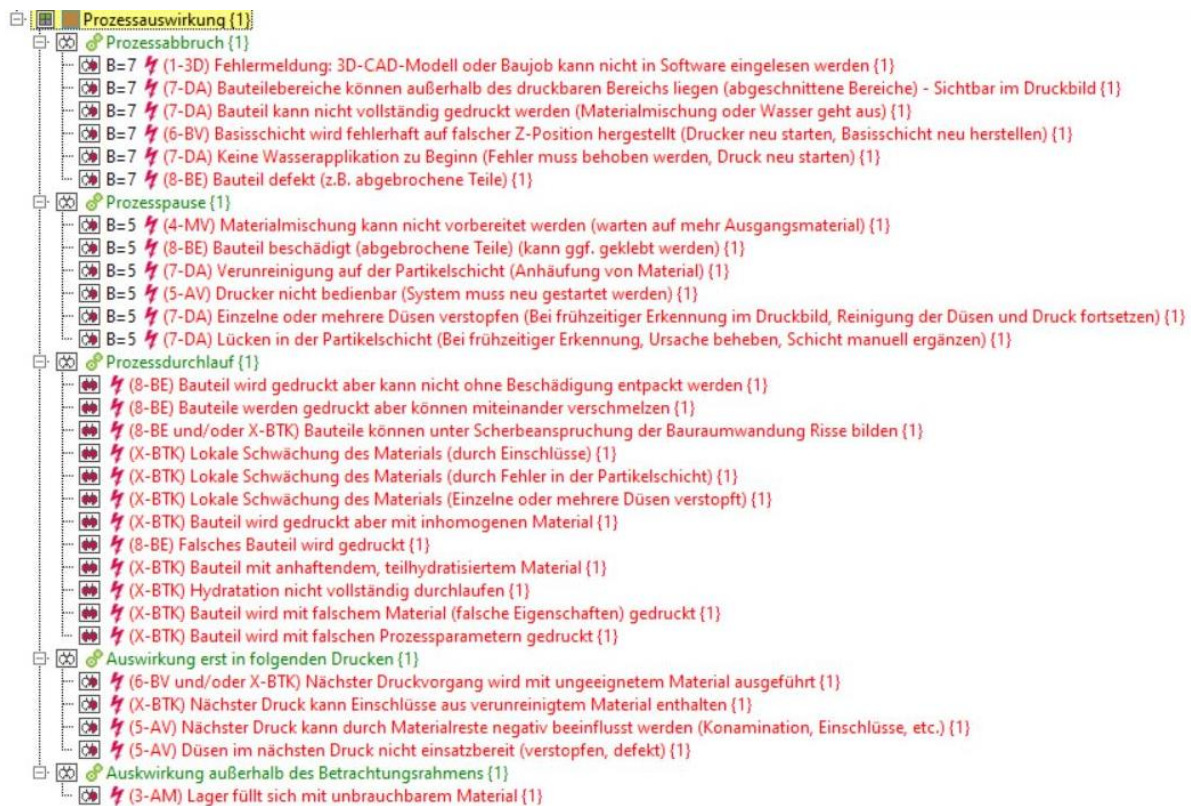 Prozessauswirkung {1}
Prozessabbruch {1}
B=7 (1-3D) Fehlermeldung: 3D-CAD-Modell oder Baujob kann nicht in Software eingelesen werden {1}
B=7 (7-DA) Bauteilebereiche können außerhalb des druckbaren Bereichs liegen (abgeschnittene Bereiche) - Sichtbar im Druckbild {1}
B=7 (7-DA) Bauteil kann nicht vollständig gedruckt werden (Materialmischung oder Wasser geht aus) {1}
B=7 (6-BV) Basisschicht wird fehlerhaft auf falscher Z-Position hergestellt (Drucker neu starten, Basisschicht neu herstellen) {1}
B=7 (7-DA) Keine Wasserapplikation zu Beginn (Fehler muss behoben werden, Druck neu starten) {1}
B=7 (8-BE) Bauteil defekt (z.B. abgebrochene Teile) {1}
Prozesspause {1}
B=5 (4-MV) Materialmischung kann nicht vorbereitet werden (warten auf mehr Ausgangsmaterial) {1}
B=5 (8-BE) Bauteil beschädigt (abgebrochene Teile) (kann ggf. geklebt werden) {1}
B=5 (7-DA) Verunreinigung auf der Partikelschicht (Anhäufung von Material) {1}
B=5 (5-AV) Drucker nicht bedienbar (System muss neu gestartet werden) {1}
B=5 (7-DA) Einzelne oder mehrere Düsen verstopfen (Bei frühzeitiger Erkennung im Druckbild, Reinigung der Düsen und Druck fortsetzen) {1}
B=5 (7-DA) Lücken in der Partikelschicht (Bei frühzeitiger Erkennung, Ursache beheben, Schicht manuell ergänzen) {1}
Prozessdurchlauf {1}
(8-BE) Bauteil wird gedruckt aber kann nicht ohne Beschädigung entpackt werden {1}
(8-BE) Bauteile werden gedruckt aber können miteinander verschmelzen {1}
(8-BE und/oder X-BTK) Bauteile können unter Scherbeanspruchung der Bauraumwandung Risse bilden {1}
(X-BTK) Lokale Schwächung des Materials (durch Einschlüsse) {1}
(X-BTK) Lokale Schwächung des Materials (durch Fehler in der Partikelschicht) {1}
(X-BTK) Lokale Schwächung des Materials (Einzelne oder mehrere Düsen verstopft) {1}
(X-BTK) Bauteil wird gedruckt aber mit inhomogenen Material {1}
(8-BE) Falsches Bauteil wird gedruckt {1}
(X-BTK) Bauteil mit anhaftendem, teilhydratisiertem Material {1}
(X-BTK) Hydratation nicht vollständig durchlaufen {1}
(X-BTK) Bauteil wird mit falschem Material (falsche Eigenschaften) gedruckt {1}
(X-BTK) Bauteil wird mit falschen Prozessparametern gedruckt {1}
Auswirkung erst in folgenden Drucken {1}
(6-BV und/oder X-BTK) Nächster Druckvorgang wird mit ungeeignetem Material ausgeführt {1}
(X-BTK) Nächster Druck kann Einschlüsse aus verunreinigtem Material enthalten {1}
(5-AV) Nächster Druck kann durch Materialreste negativ beeinflusst werden (Konamination, Einschlüsse, etc.) {1}
(5-AV) Düsen im nächsten Druck nicht einsatzbereit (verstopfen, defekt) {1}
Auskwirkung außerhalb des Betrachtungsrahmens {1}
(3-AM) Lager füllt sich mit unbrauchbarem Material {1}